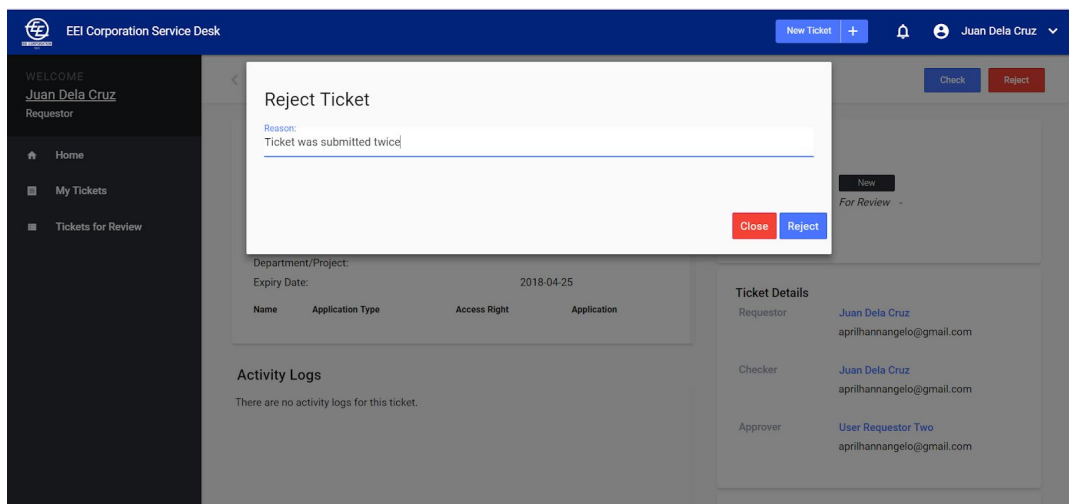 EEI Corporation Service Desk
New Ticket +
Juan Dela Cruz
WELCOME
Juan Dela Cruz
Requestor
Home
My Tickets
Tickets for Review
Check
Reject
Reject Ticket
Reason:
Ticket was submitted twice
Close
Reject
New
For Review -
Department/Project:
Expiry Date: 2018-04-25
Name Application Type Access Right Application
Activity Logs
There are no activity logs for this ticket.
Ticket Details
Requestor Juan Dela Cruz
aprilhannangelo@gmail.com
Checker Juan Dela Cruz
aprilhannangelo@gmail.com
Approver User Requestor Two
aprilhannangelo@gmail.com